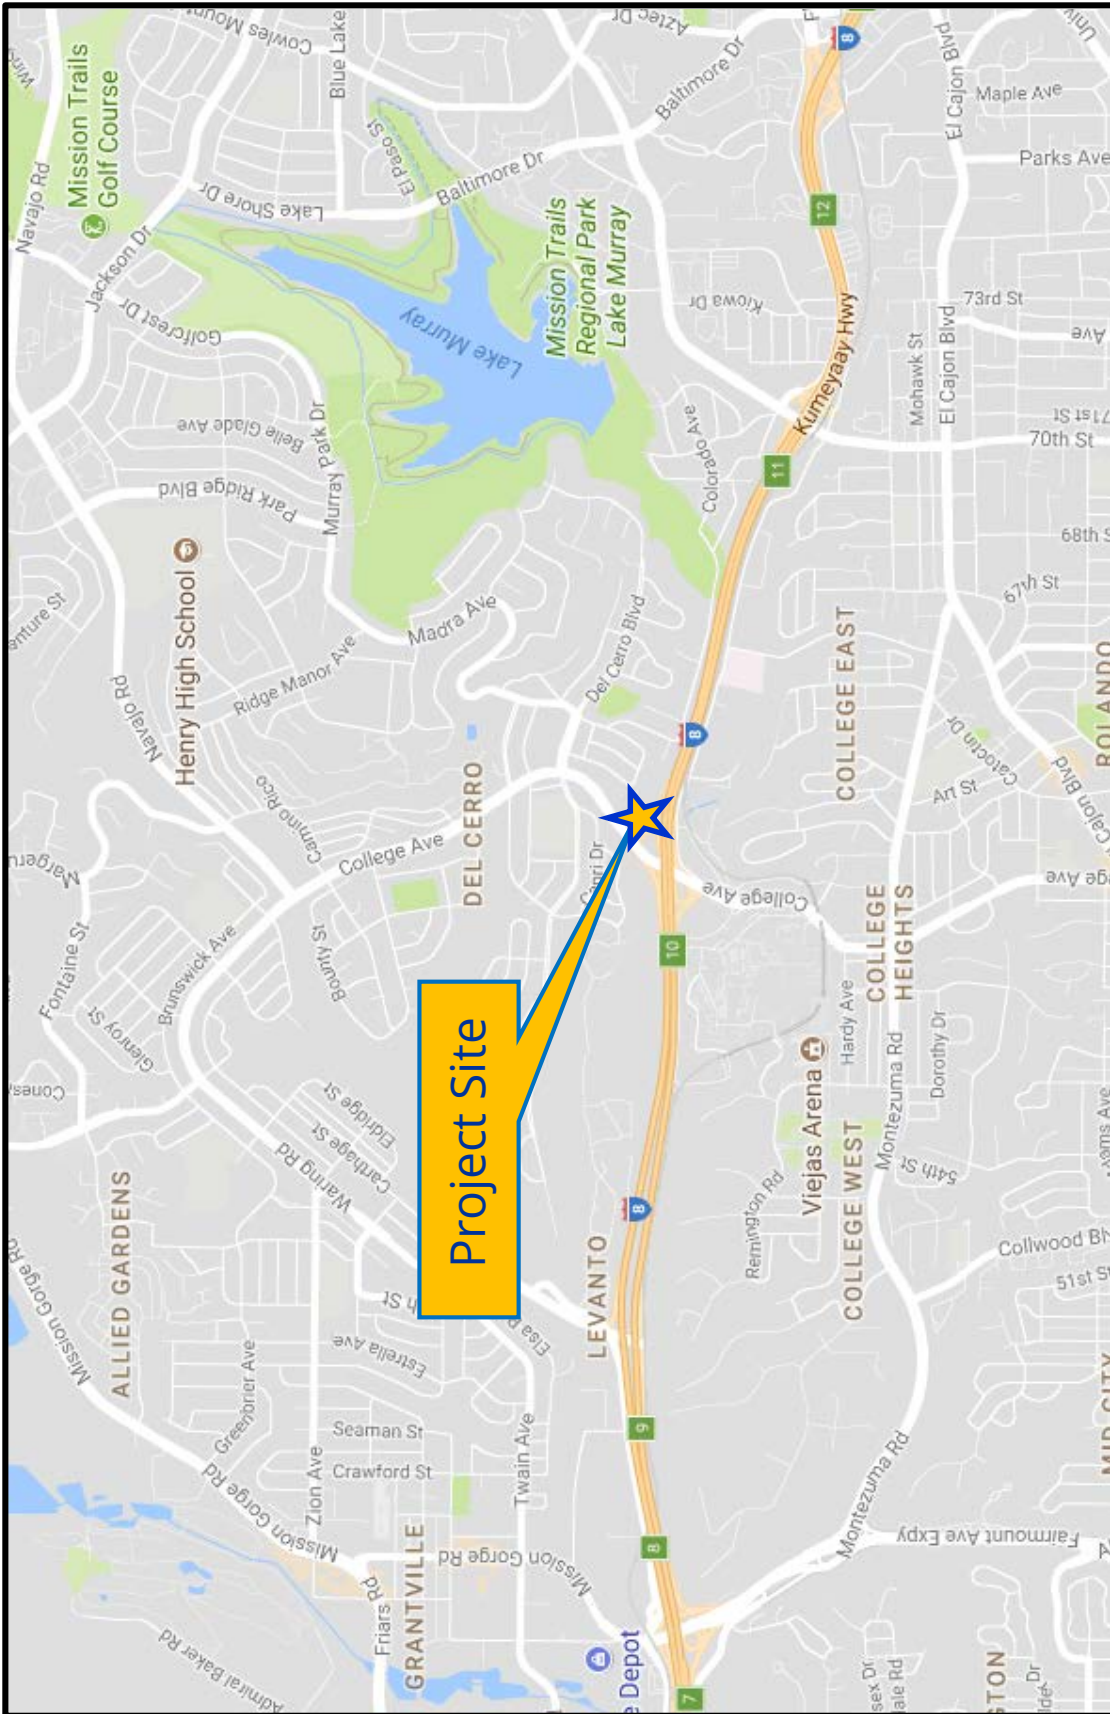 Project Site
Mission Trails
Golf Course
Navajo Rd
Jackson Dr
Golfcrest Dr
Cowles Mount
Blue Lake
El Paso St
Lake Shore Dr
Baltimore Dr
Baltimore Dr
Aztec Dr
Lake Murray
Mission Trails
Regional Park
Lake Murray
Kiowa Dr
Murray Park Dr
Belle Glade Ave
Park Ridge Blvd
Henry High School
Navajo Rd
Ridge Manor Ave
Madra Ave
Del Cerro Blvd
Colorado Ave
Kumeyaay Hwy
8
12
11
8
10
8
9
8
7
El Cajon Blvd
Maple Ave
Parks Ave
73rd St
Ave
Mohawk St
El Cajon Blvd
71st St
70th St
68th S
67th St
COLLEGE EAST
ROLANDO
Catoctin Dr
Art St
Cajon Blvd
Camino Rico
College Ave
DEL CERRO
Capri Dr
College Ave
COLLEGE
HEIGHTS
Fontaine St
Brunswick Ave
Glenroy St
Bounty St
Eldridge St
Carthage St
Waring Rd
ALLIED GARDENS
Mission Gorge Rd
Greenbrier Ave
Zion Ave
Estrella Ave
Seaman St
Crawford St
Twain Ave
LEVANTO
Mission Gorge Rd
Mission Gorge Rd
Friars Rd
GRANTVILLE
Admiral Baker Rd
e Depot
Viejas Arena
Hardy Ave
Montezuma Rd
Dorothy Dr
Remington Rd
COLLEGE WEST
54th St
Collwood Blv
51st St
Montezuma Rd
Fairmount Ave Expy
MID-CITY